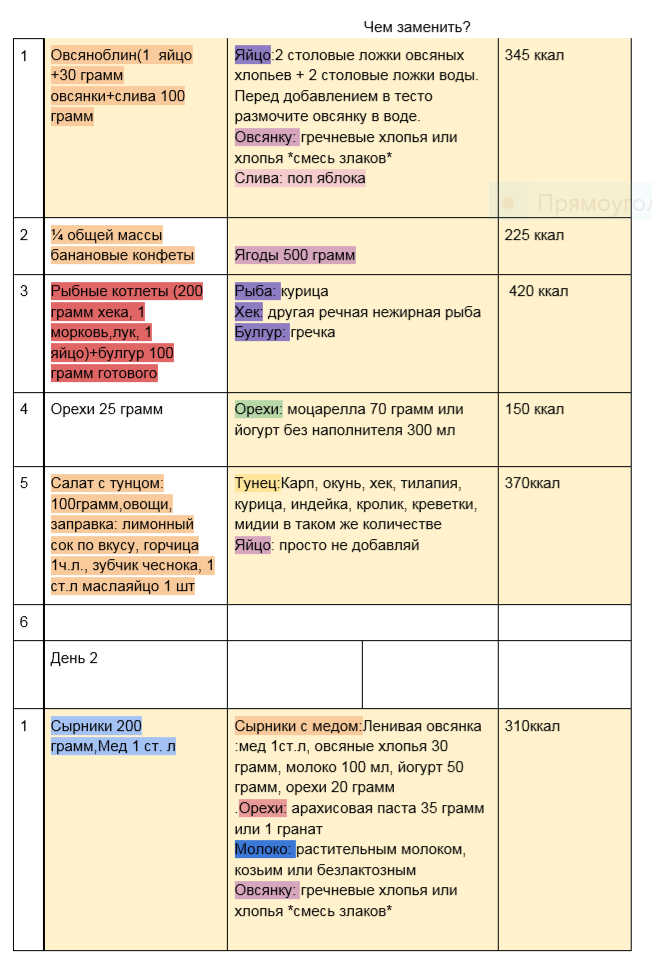 Чем заменить?
1
Овсяноблин(1 яйцо
+30 грамм
овсянки+слива 100
грамм
Яйцо:2 столовые ложки овсяных
хлопьев + 2 столовые ложки воды.
Перед добавлением в тесто
размочите овсянку в воде.
Овсянку: гречневые хлопья или
хлопья *смесь злаков*
Слива: пол яблока
345 ккал
Прямоугол
2
¼ общей массы
банановые конфеты
Ягоды 500 грамм
225 ккал
3
Рыбные котлеты (200
грамм хека, 1
морковь,лук, 1
яйцо)+булгур 100
грамм готового
Рыба: курица
Хек: другая речная нежирная рыба
Булгур: гречка
420 ккал
4
Орехи 25 грамм
Орехи: моцарелла 70 грамм или
йогурт без наполнителя 300 мл
150 ккал
5
Салат с тунцом:
100грамм,овощи,
заправка: лимонный
сок по вкусу, горчица
1ч.л., зубчик чеснока, 1
ст.л маслаяйцо 1 шт
Тунец:Карп, окунь, хек, тилапия,
курица, индейка, кролик, креветки,
мидии в таком же количестве
Яйцо: просто не добавляй
370ккал
6
День 2
1
Сырники 200
грамм,Мед 1 ст. л
Сырники с медом:Ленивая овсянка
:мед 1ст.л, овсяные хлопья 30
грамм, молоко 100 мл, йогурт 50
грамм, орехи 20 грамм
.Орехи: арахисовая паста 35 грамм
или 1 гранат
Молоко: растительным молоком,
козьим или безлактозным
Овсянку: гречневые хлопья или
хлопья *смесь злаков*
310ккал